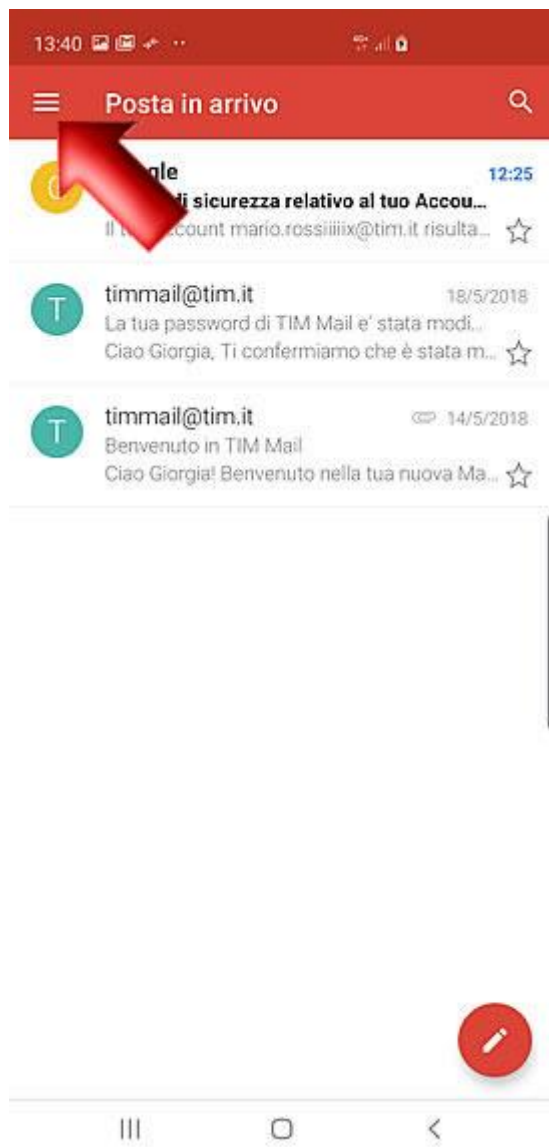 13:40
Posta in arrivo
gle
12:25
di sicurezza relativo al tuo Accou...
Il count mario.rossiiiiix@tim.it risulta...
T
timmail@tim.it
18/5/2018
La tua password di TIM Mail e' stata modi...
Ciao Giorgia, Ti confermiamo che è stata m...
T
timmail@tim.it
14/5/2018
Benvenuto in TIM Mail
Ciao Giorgia! Benvenuto nella tua nuova Ma...